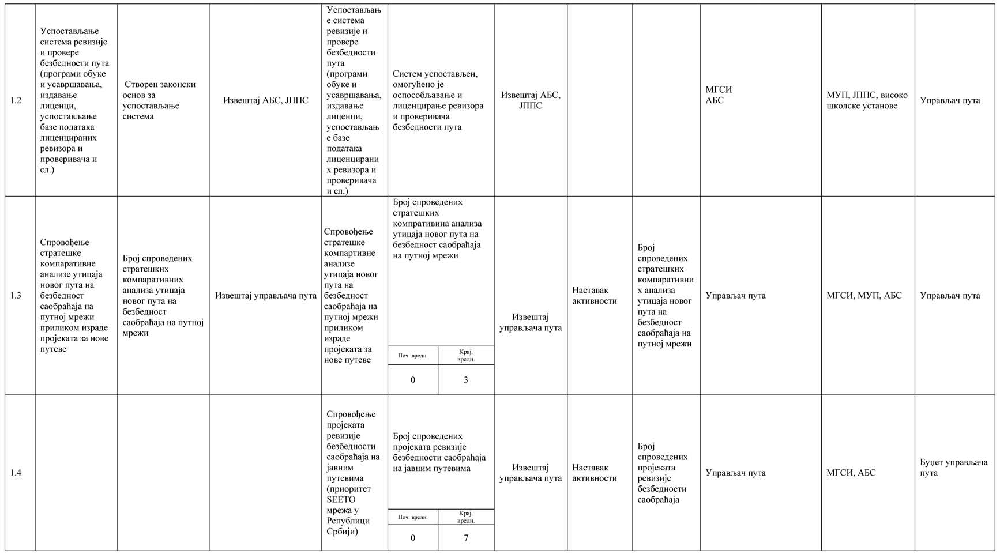 1.2
Успостављање
система ревизије
и провере
безбедности пута
(програми обуке
и усавршавања,
издавање
лиценци,
успостављање
базе података
лиценцираних
ревизора и
проверивача и
сл.)
Створен законски
основ за
успостављање
система
Извештај АБС, ЈППС
Успостављањ
е система
ревизије и
провере
безбедности
пута
(програми
обуке и
усавршавања,
издавање
лиценци,
успостављањ
е базе
података
лиценцирани
х ревизора и
проверивача
и сл.)
Систем успостављен,
омогућено је
оспособљавање и
лиценцирање ревизора
и проверивача
безбедности пута
Извештај АБС,
ЈППС
МГСИ
АБС
МУП, ЈППС, високо
школске установе
Управљач пута
1.3
Спровођење
стратешке
компаративне
анализе утицаја
новог пута на
безбедност
саобраћаја на
путној мрежи
приликом израде
пројеката за нове
путеве
Број спроведених
стратешких
компаративних
анализа утицаја
новог пута на
безбедност
саобраћаја на путној
мрежи
Извештај управљача пута
Спровођење
стратешке
компартивне
анализе
утицаја новог
пута на
безбедност
саобраћаја на
путној мрежи
приликом
израде
пројеката за
нове путеве
Број спроведених
стратешких
компративина анализа
утицаја новог пута на
безбедност саобраћаја
на путној мрежи
Поч. вредн.
Крај.
вредн.
0
3
Извештај
управљача пута
Наставак
активности
Број
спроведених
стратешких
компаративни
х анализа
утицаја новог
пута на
безбедност
саобраћаја на
путној мрежи
Управљач пута
МГСИ, МУП, АБС
Управљач пута
1.4
Спровођење
пројеката
ревизије
безбедности
саобраћаја на
јавним
путевима
(приоритет
SEETO
мрежа у
Републици
Србији)
Број спроведених
пројеката ревизије
безбедности саобраћаја
на јавним путевима
Поч. вредн.
Крај.
вредн.
0
7
Извештај
управљача пута
Наставак
активности
Број
спроведених
пројеката
ревизије
безбедности
саобраћаја
Управљач пута
МГСИ, АБС
Буџет управљача
пута